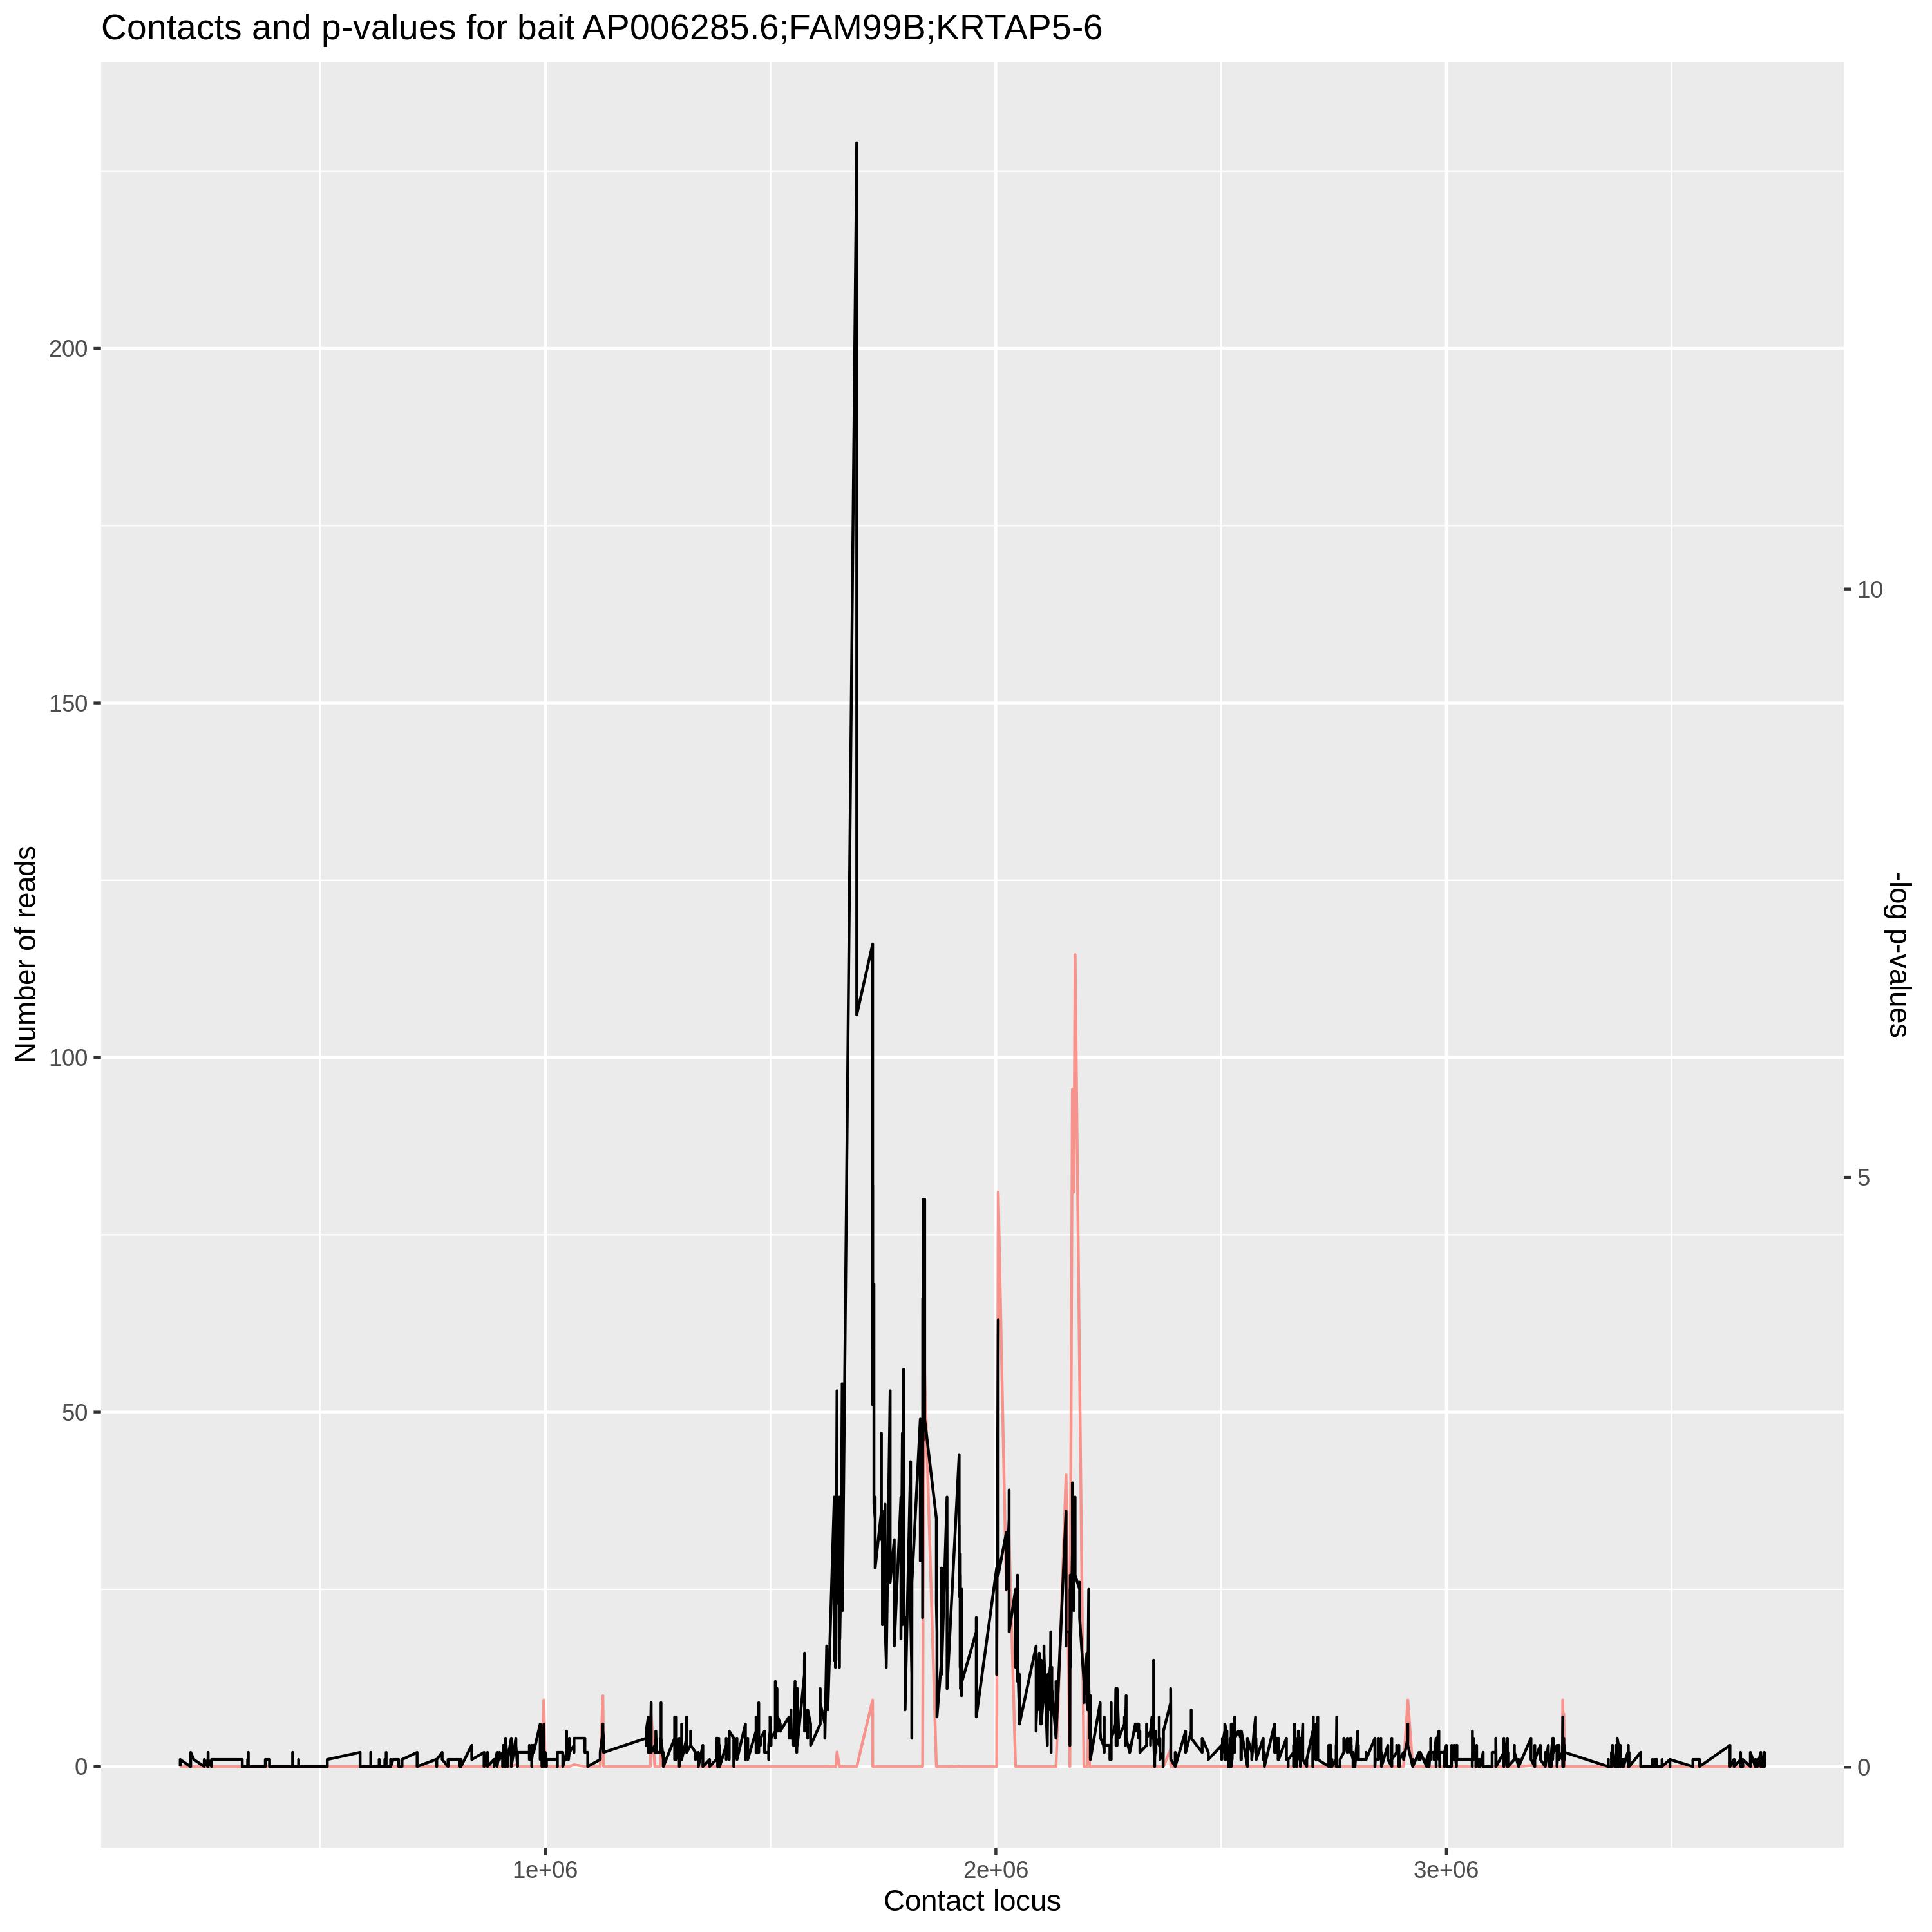 Contacts and p-values for bait AP006285.6;FAM99B;KRTAP5-6
200
150
100
50
0
Number of reads
10
5
0
-log p-values
1e+06
2e+06
3e+06
Contact locus